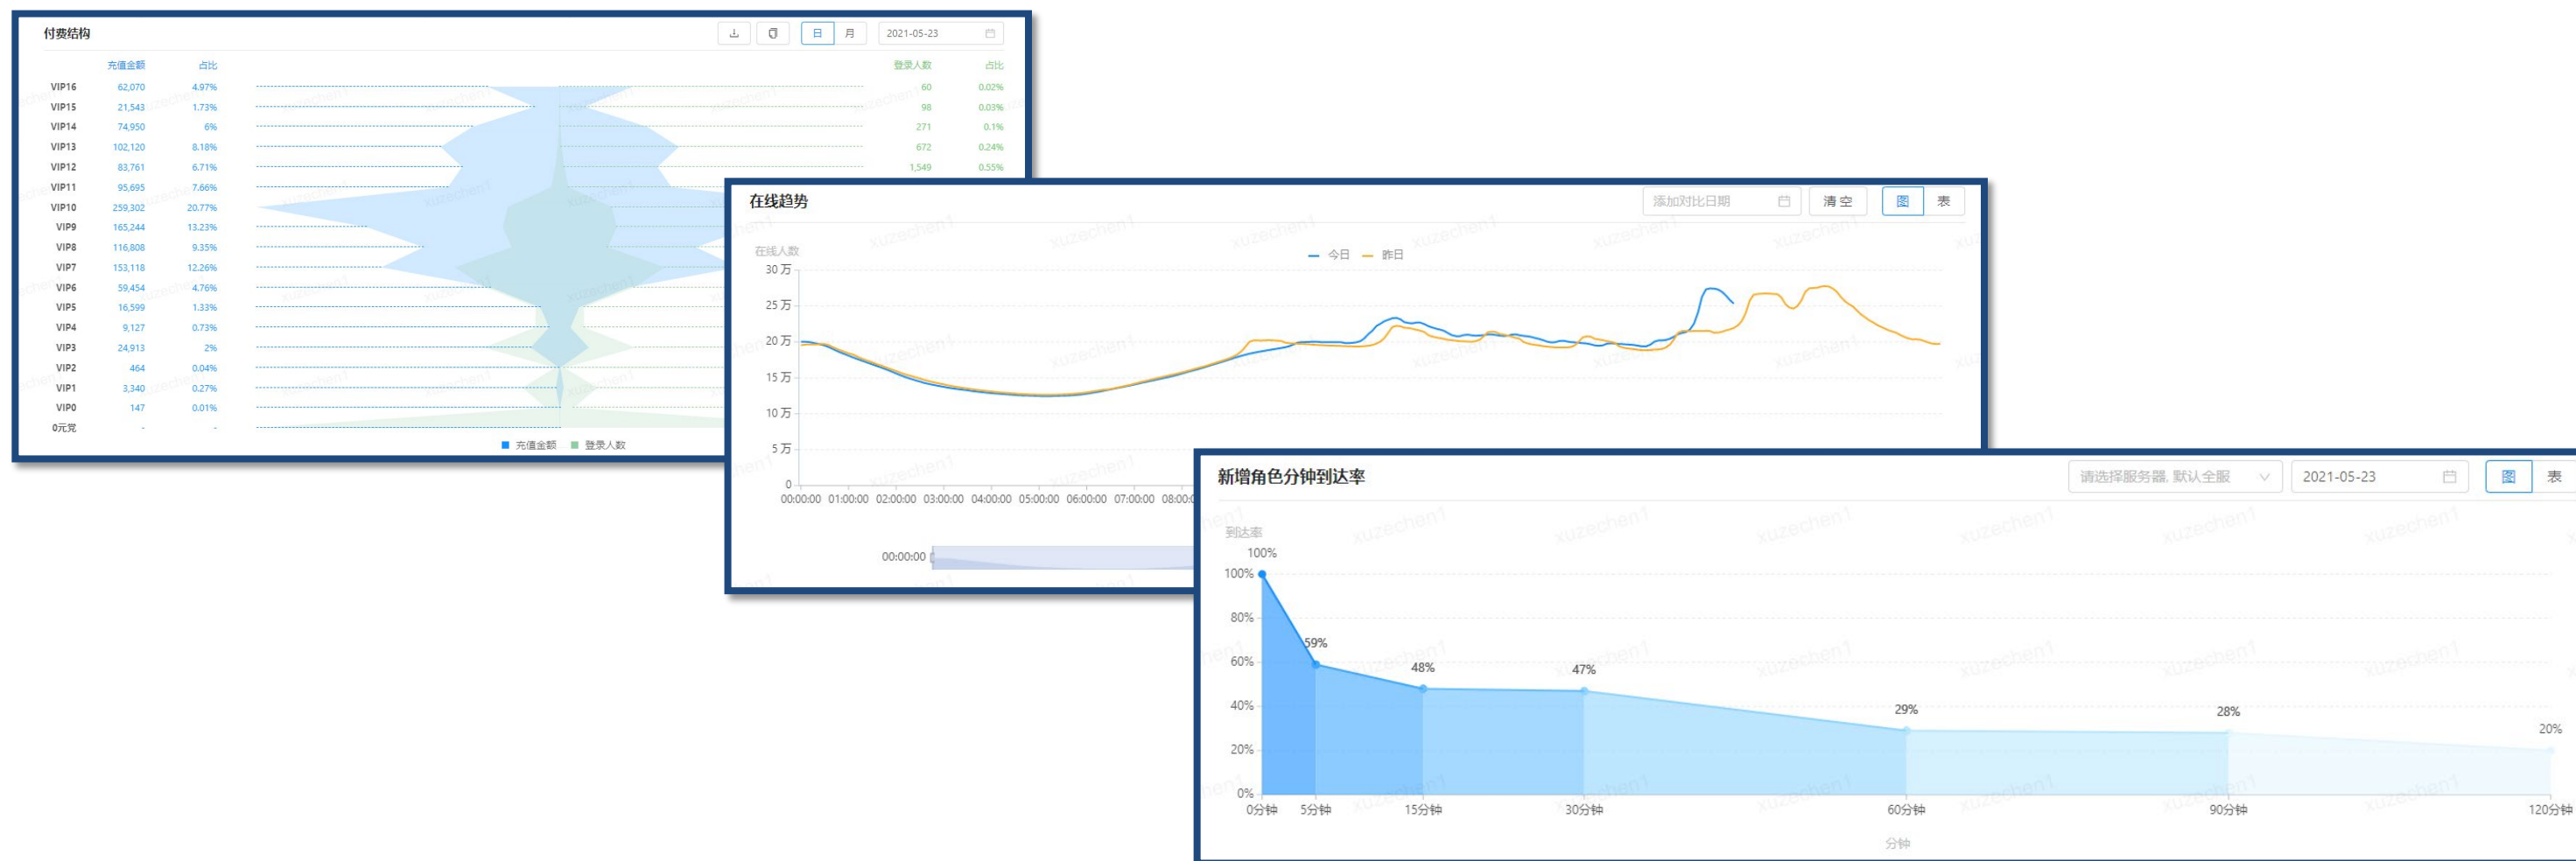 付费结构
日 月 2021-05-23
充值金额 占比 登录人数 占比
VIP16 62,070 4.97% 60 0.02%
VIP15 21,543 1.73% 98 0.03%
VIP14 74,950 6% 271 0.1%
VIP13 102,120 8.18% 672 0.24%
VIP12 83,761 6.71% 1,549 0.55%
VIP11 95,695 7.66%
VIP10 259,302 20.77%
VIP9 165,244 13.23%
VIP8 116,808 9.35%
VIP7 153,118 12.26%
VIP6 59,454 4.76%
VIP5 16,599 1.33%
VIP4 9,127 0.73%
VIP3 24,913 2%
VIP2 464 0.04%
VIP1 3,340 0.27%
VIP0 147 0.01%
0元党 - -
充值金额 登录人数
在线趋势
添加对比日期 清空 图 表
在线人数
今日 昨日
30万
25万
20万
15万
10万
5万
0
00:00:00 01:00:00 02:00:00 03:00:00 04:00:00 05:00:00 06:00:00 07:00:00 08:00:0
00:00:00
新增角色分钟到达率
请选择服务器, 默认全服 2021-05-23 图 表
到达率
100%
100%
80%
59%
60%
48%
47%
40%
29%
28%
20%
20%
0%
0分钟 5分钟 15分钟 30分钟 60分钟 90分钟 120分钟
分钟
xuzechen1